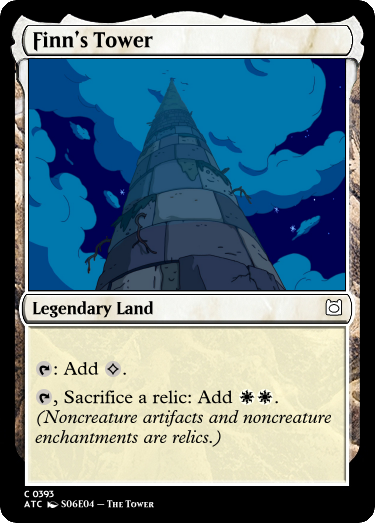 Finn's Tower
Legendary Land
: Add .
, Sacrifice a relic: Add .
(Noncreature artifacts and noncreature
enchantments are relics.)
C 0393
ATC S06E04 — The Tower